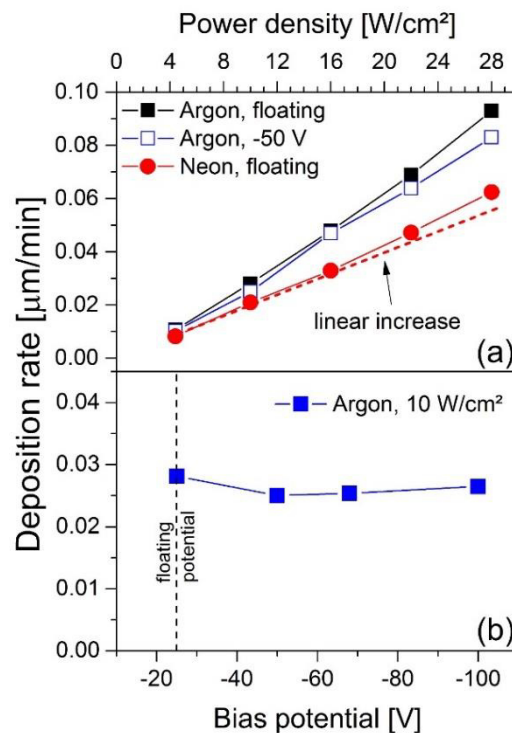 Power density [W/cm²]
0 4 8 12 16 20 24 28
0.10
0.08
0.06
0.04
0.02
0.00
Argon, floating
Argon, -50 V
Neon, floating
linear increase
(a)
Deposition rate [μm/min]
0.04
0.03
0.02
0.01
0.00
Argon, 10 W/cm²
floating
potential
(b)
-20 -40 -60 -80 -100
Bias potential [V]